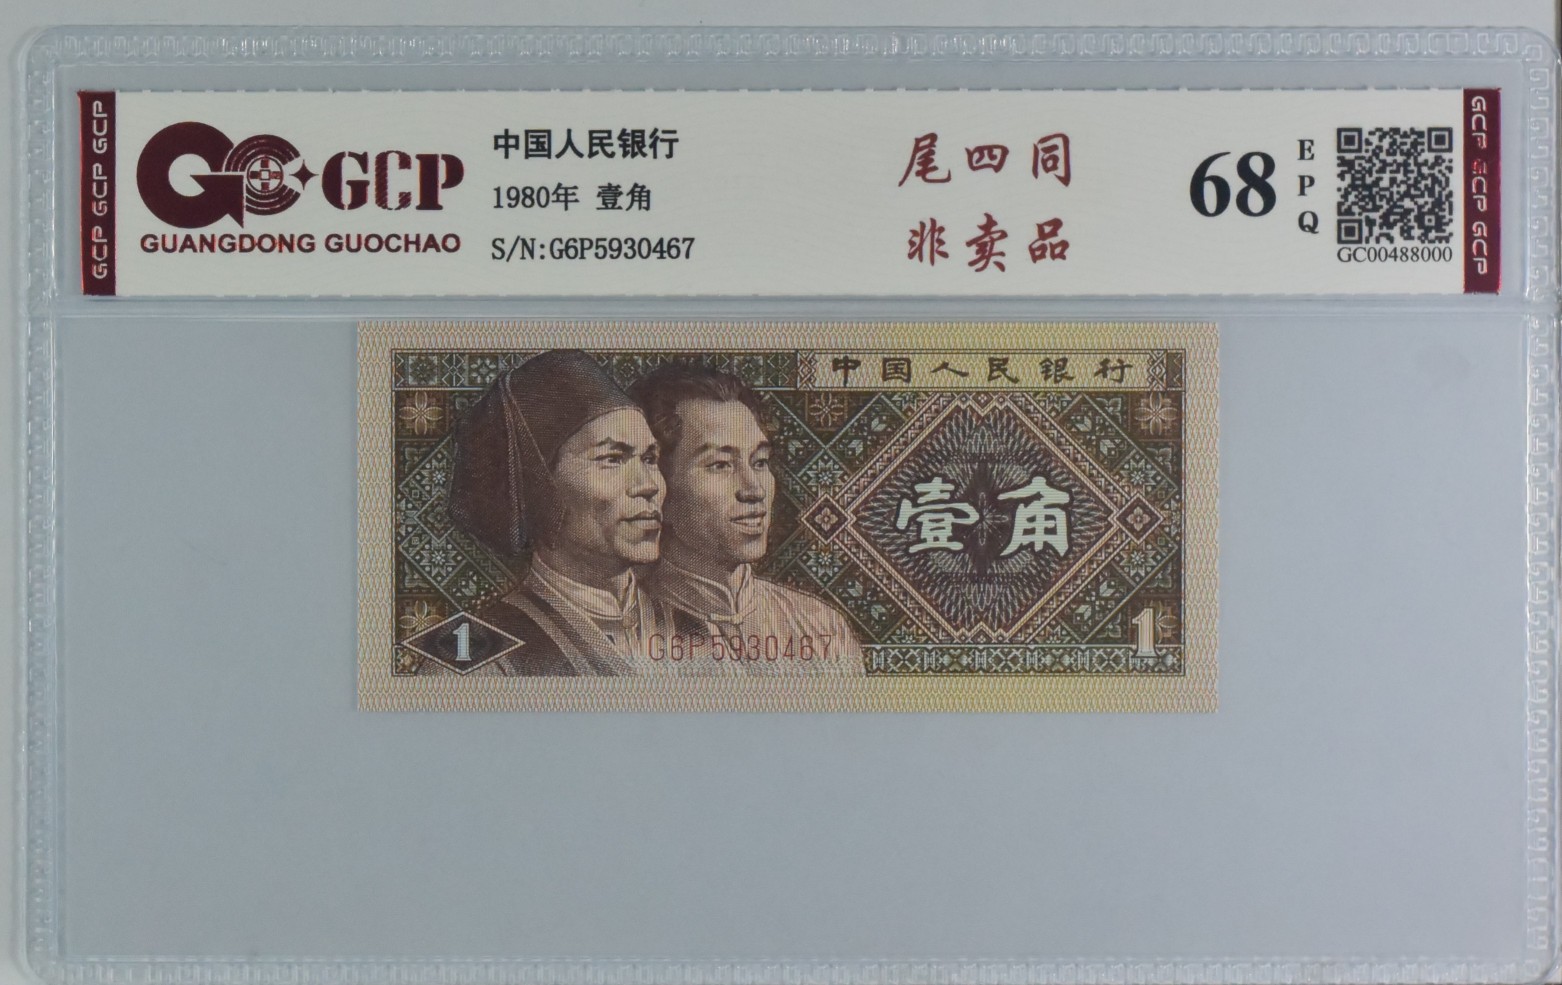 GCP GCP GCP
GCP
GUANGDONG GUOCHAO
中国人民银行
1980年 壹角
S/N:G6P5930467
尾四同
非卖品
68
EPQ
GC00488000
GCP GCP GCP
中国人民银行
壹角
1
G6P5930467
1